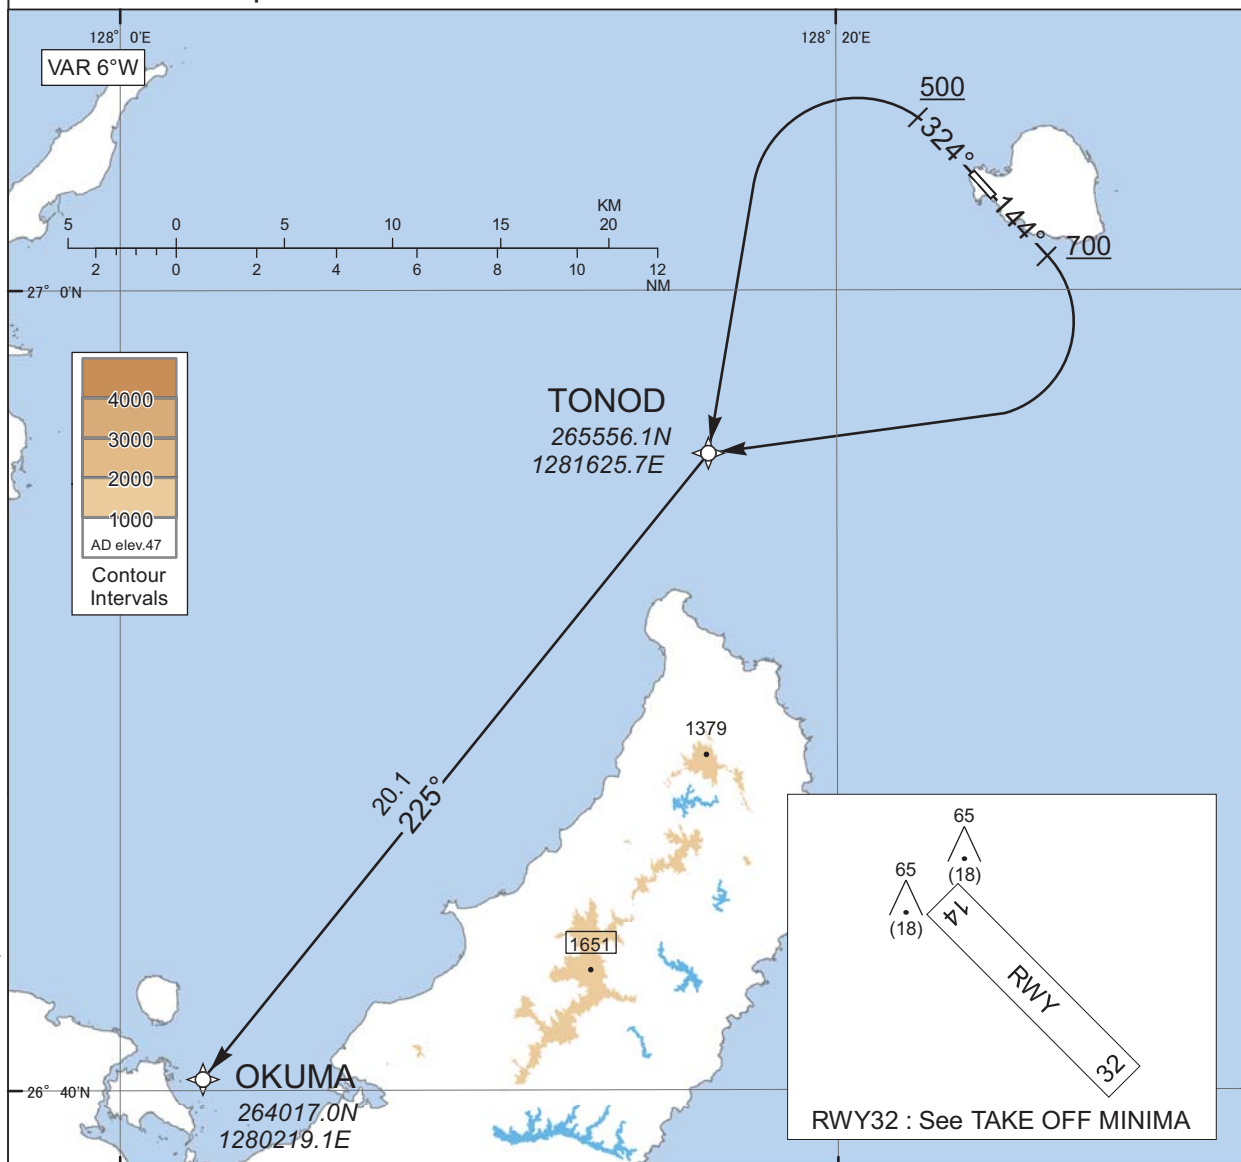 128° 0'E
128° 20'E
VAR 6°W
500
324°
144°
700
KM
5 0 5 10 15 20
2 0 2 4 6 8 10 12
NM
27° 0'N
4000
3000
2000
1000
AD elev.47
Contour
Intervals
TONOD
265556.1N
1281625.7E
20.1
225°
1379
1651
OKUMA
264017.0N
1280219.1E
26° 40'N
65
(18)
65
(18)
14
RWY
32
RWY32 : See TAKE OFF MINIMA